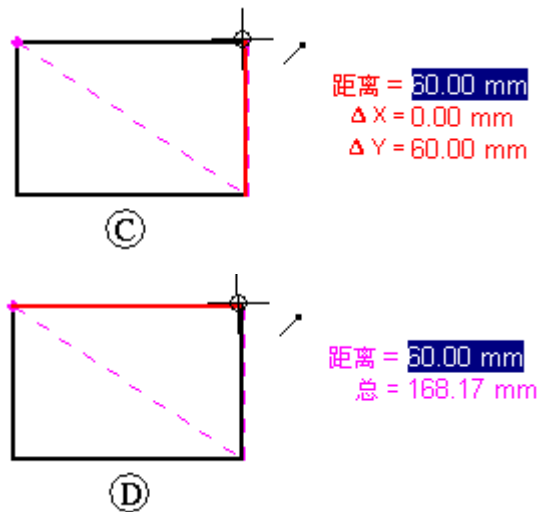 距离 = 60.00 mm
Δ X = 0.00 mm
Δ Y = 60.00 mm
C
距离 = 60.00 mm
总 = 168.17 mm
D